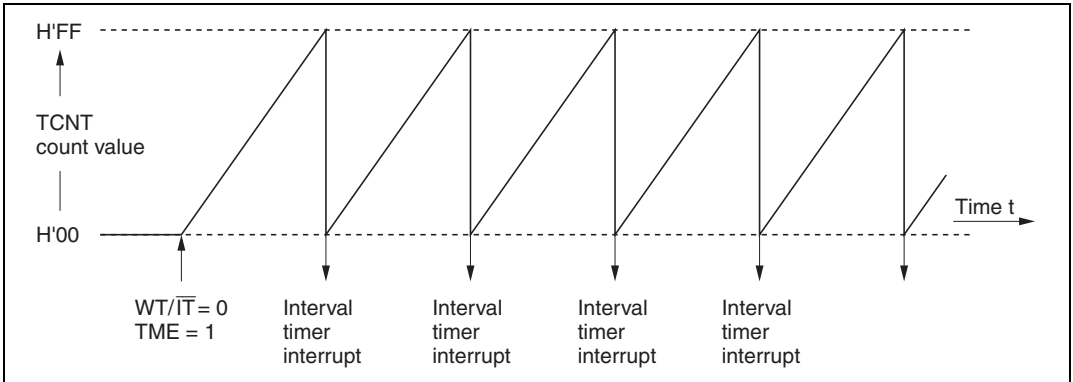 H'FF
TCNT
count value
H'00
Time t
WT/I̅T̅ = 0
TME = 1
Interval
timer
interrupt
Interval
timer
interrupt
Interval
timer
interrupt
Interval
timer
interrupt